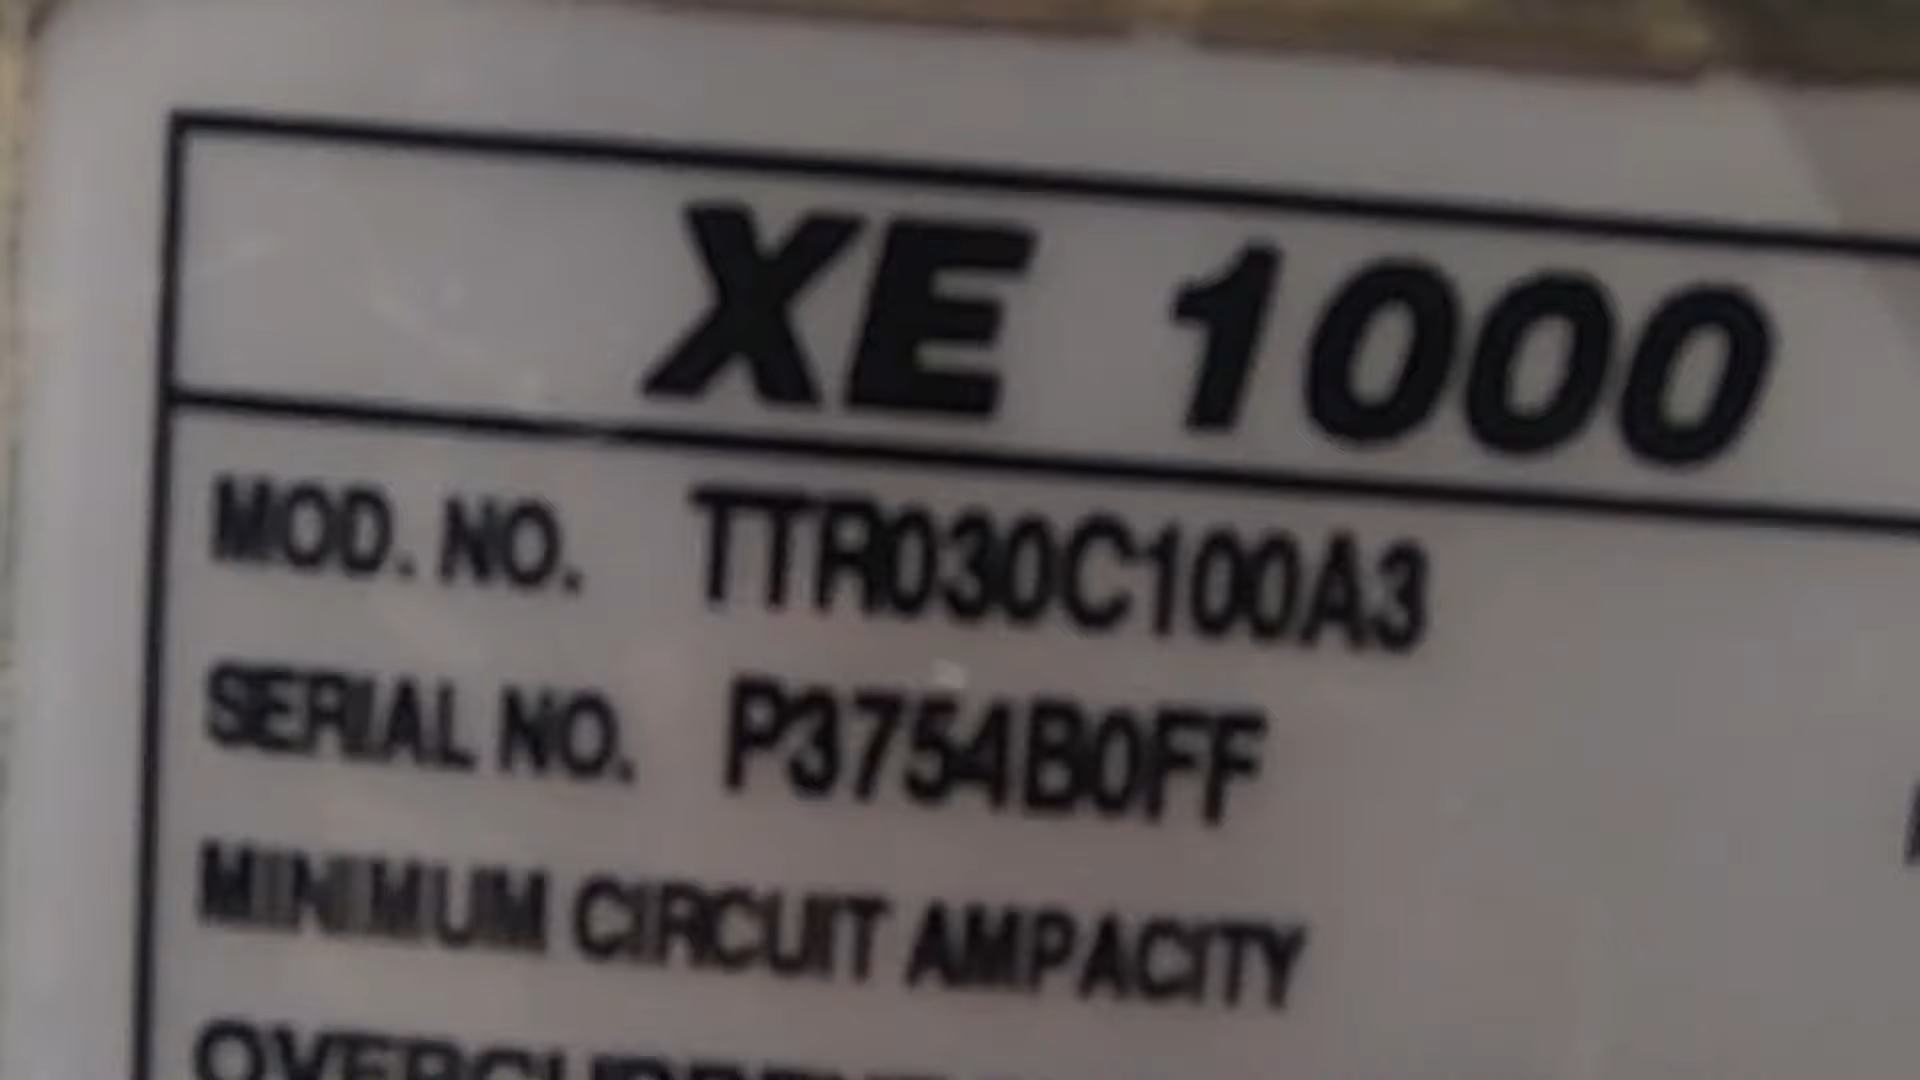 XE 1000
MOD. NO. TTR030C100A3
SERIAL NO. P3754B0FF
MINIMUM CIRCUIT AMPACITY